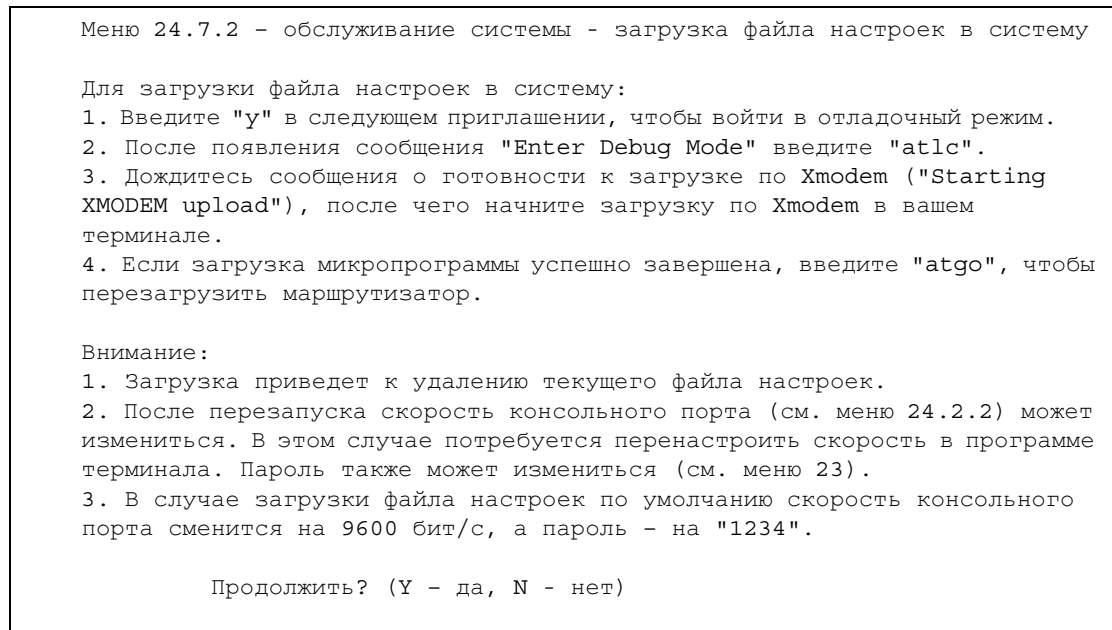 Меню 24.7.2 – обслуживание системы - загрузка файла настроек в систему
Для загрузки файла настроек в систему:
1. Введите "y" в следующем приглашении, чтобы войти в отладочный режим.
2. После появления сообщения "Enter Debug Mode" введите "atlc".
3. Дождитесь сообщения о готовности к загрузке по Xmodem ("Starting
XMODEM upload"), после чего начните загрузку по Xmodem в вашем
терминале.
4. Если загрузка микропрограммы успешно завершена, введите "atgo", чтобы
перезагрузить маршрутизатор.
Внимание:
1. Загрузка приведет к удалению текущего файла настроек.
2. После перезапуска скорость консольного порта (см. меню 24.2.2) может
измениться. В этом случае потребуется перенастроить скорость в программе
терминала. Пароль также может измениться (см. меню 23).
3. В случае загрузки файла настроек по умолчанию скорость консольного
порта сменится на 9600 бит/с, а пароль – на "1234".
Продолжить? (Y – да, N - нет)